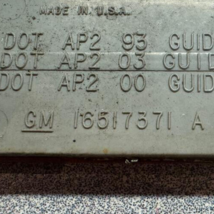 MADE IN U.S.A.
DOT AP2 93 GUID
DOT AP2 03 GUID
DOT AP2 00 GUID
GM 16517371 A